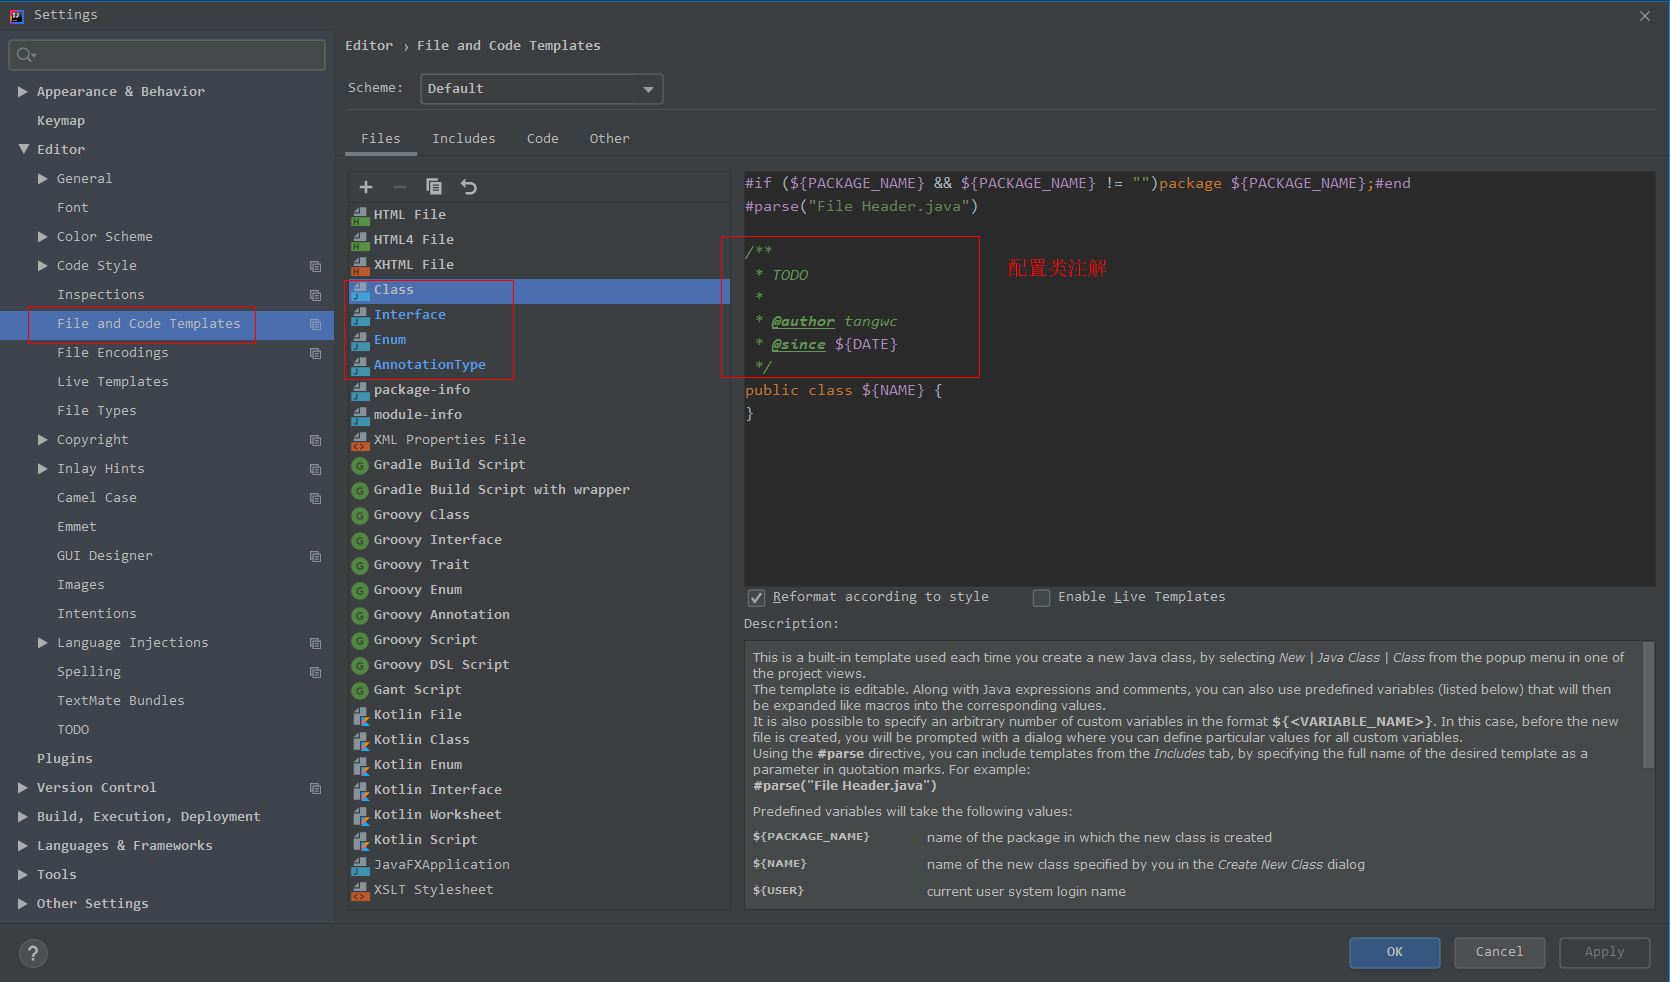 Settings
Appearance & Behavior
Keymap
Editor
General
Font
Color Scheme
Code Style
Inspections
File and Code Templates
File Encodings
Live Templates
File Types
Copyright
Inlay Hints
Camel Case
Emmet
GUI Designer
Images
Intentions
Language Injections
Spelling
TextMate Bundles
TODO
Plugins
Version Control
Build, Execution, Deployment
Languages & Frameworks
Tools
Other Settings
Editor › File and Code Templates
Scheme: Default
Files Includes Code Other
HTML File
HTML4 File
XHTML File
Class
Interface
Enum
AnnotationType
package-info
module-info
XML Properties File
Gradle Build Script
Gradle Build Script with wrapper
Groovy Class
Groovy Interface
Groovy Trait
Groovy Enum
Groovy Annotation
Groovy Script
Groovy DSL Script
Gant Script
Kotlin File
Kotlin Class
Kotlin Enum
Kotlin Interface
Kotlin Worksheet
Kotlin Script
JavaFXApplication
XSLT Stylesheet
#if (${PACKAGE_NAME} && ${PACKAGE_NAME} != "")package ${PACKAGE_NAME};#end
#parse("File Header.java")
/**
* TODO
*
* @author tangwc
* @since ${DATE}
*/
public class ${NAME} {
}
配置类注解
Reformat according to style Enable Live Templates
Description:
This is a built-in template used each time you create a new Java class, by selecting New | Java Class | Class from the popup menu in one of
the project views.
The template is editable. Along with Java expressions and comments, you can also use predefined variables (listed below) that will then
be expanded like macros into the corresponding values.
It is also possible to specify an arbitrary number of custom variables in the format ${<VARIABLE_NAME>}. In this case, before the new
file is created, you will be prompted with a dialog where you can define particular values for all custom variables.
Using the #parse directive, you can include templates from the Includes tab, by specifying the full name of the desired template as a
parameter in quotation marks. For example:
#parse("File Header.java")
Predefined variables will take the following values:
${PACKAGE_NAME} name of the package in which the new class is created
${NAME} name of the new class specified by you in the Create New Class dialog
${USER} current user system login name
? OK Cancel Apply